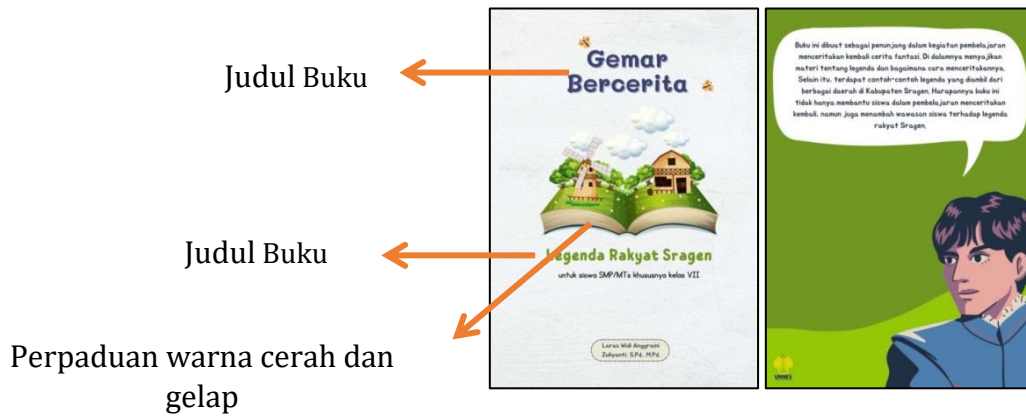 Judul Buku
Judul Buku
Perpaduan warna cerah dan
gelap
Gemar
Bercerita
Legenda Rakyat Sragen
untuk siswa SMP/MTs khususnya kelas VII
Laras Widi Anggraini
Zuliyanti, S.Pd., M.Pd.
Buku ini dibuat sebagai penunjang dalam kegiatan pembelajaran
menceritakan kembali cerita fantasi. Di dalamnya menyajikan
materi tentang legenda dan bagaimana cara menceritakannya.
Selain itu, terdapat contoh-contoh legenda yang diambil dari
berbagai daerah di Kabupaten Sragen. Harapannya buku ini
tidak hanya membantu siswa dalam pembelajaran menceritakan
kembali, namun juga menambah wawasan siswa terhadap legenda
rakyat Sragen.
UNNES